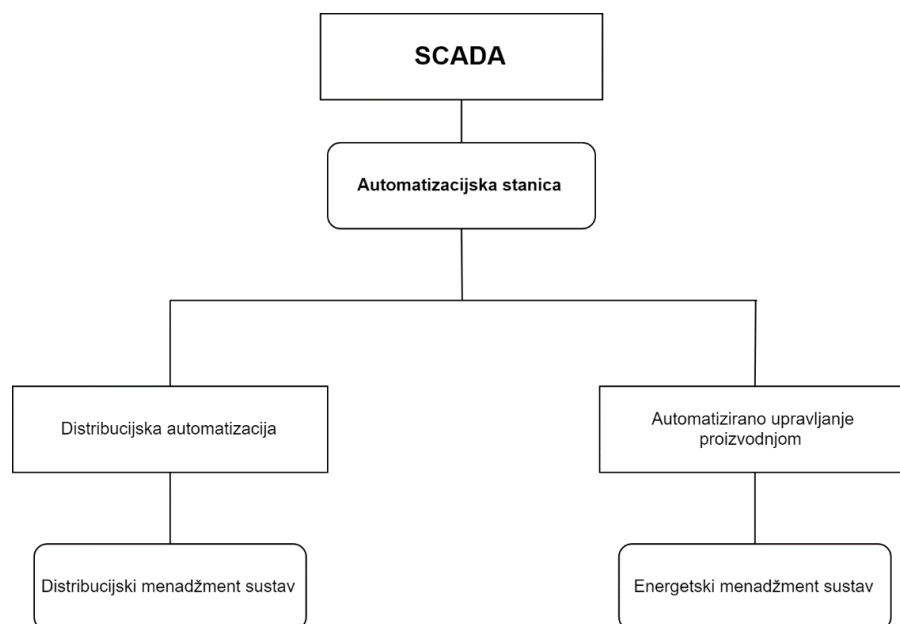 SCADA
Automatizacijska stanica
Distribucijska automatizacija
Automatizirano upravljanje
proizvodnjom
Distribucijski menadžment sustav
Energetski menadžment sustav